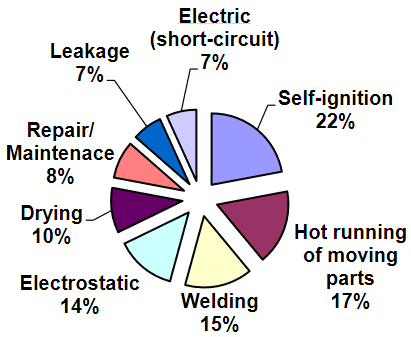 Electric
(short-circuit)
7%
Self-ignition
22%
Hot running
of moving
parts
17%
Welding
15%
Electrostatic
14%
Drying
10%
Repair/
Maintenace
8%
Leakage
7%